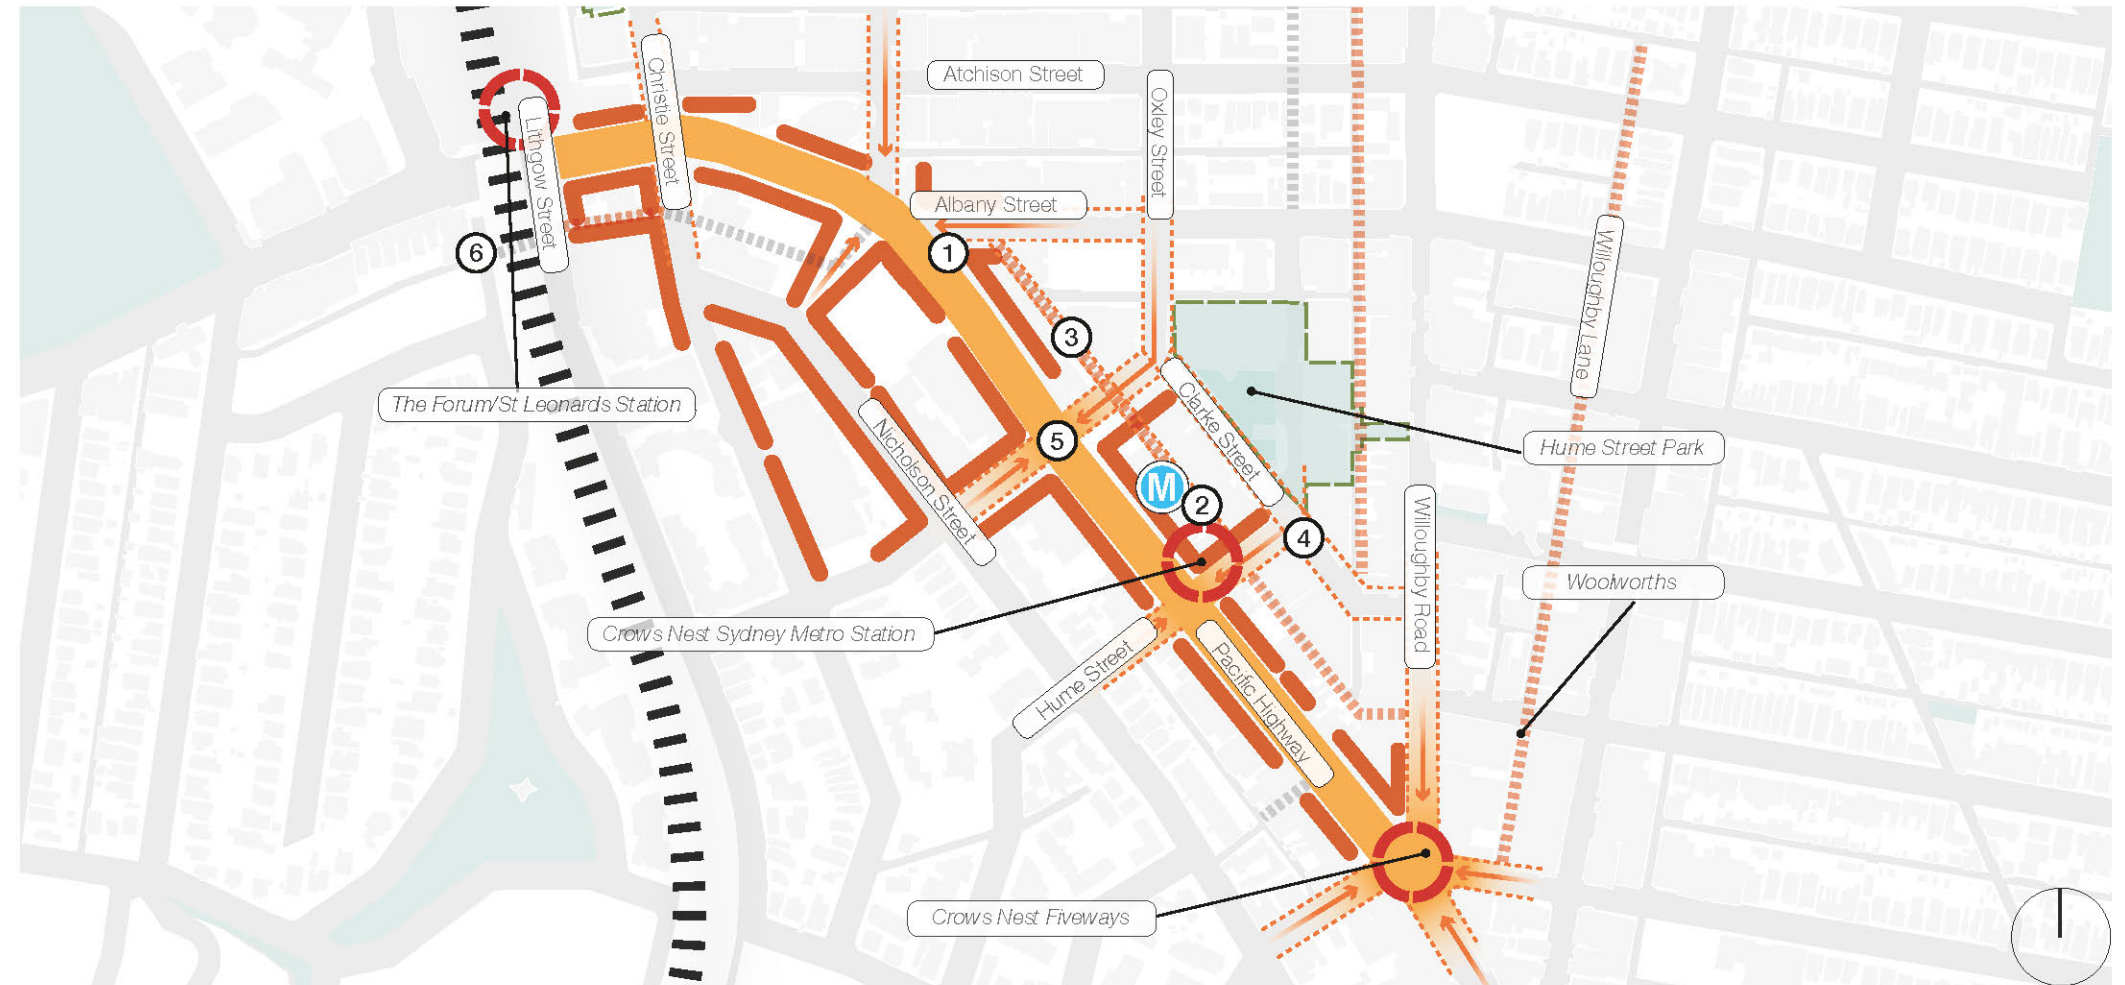 Atchison Street
Christie Street
Oxley Street
Lithgow Street
Albany Street
Willoughby Lane
1
6
3
The Forum/St Leonards Station
Clarke Street
5
Nicholson Street
Hume Street Park
M
2
4
Willoughby Road
Woolworths
Crows Nest Sydney Metro Station
Hume Street
Pacific Highway
Crows Nest Fiveways